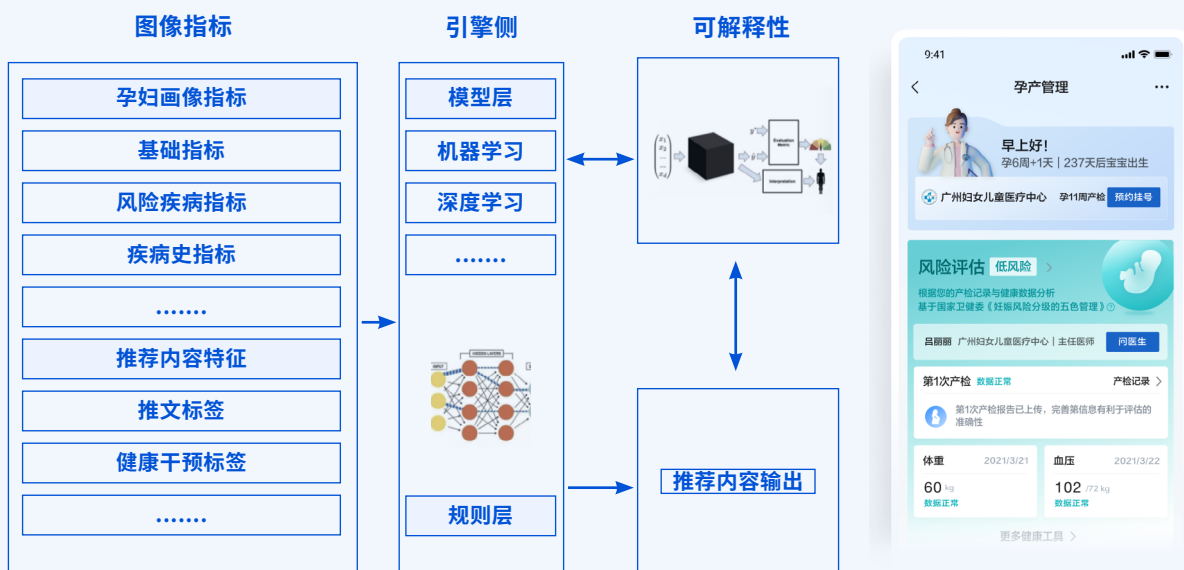 图像指标
孕妇画像指标
基础指标
风险疾病指标
疾病史指标
.......
推荐内容特征
推文标签
健康干预标签
.......
引擎侧
模型层
机器学习
深度学习
.......
HIDDEN LAYERS
INPUT
规则层
可解释性
x1
x2
...
...
xd
y*
ŷ
Evaluation
Metric
Interpretation
推荐内容输出
9:41
孕产管理
早上好!
孕6周+1天 | 237天后宝宝出生
广州妇女儿童医疗中心 孕11周产检 预约挂号
风险评估 低风险 >
根据您的产检记录与健康数据分析
基于国家卫健委《妊娠风险分级的五色管理》?
吕丽丽 广州妇女儿童医疗中心 | 主任医师 问医生
第1次产检 数据正常 产检记录 >
第1次产检报告已上传，完善第信息有利于评估的
准确性
体重 2021/3/21
60 kg
数据正常
血压 2021/3/22
102 /72 kg
数据正常
更多健康工具 >